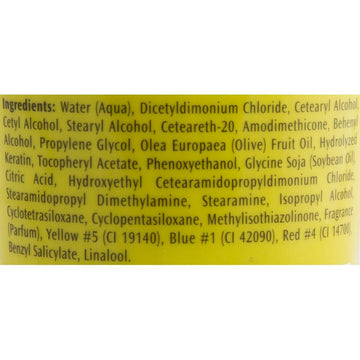 Ingredients: Water (Aqua), Dicetyldimonium Chloride, Cetearyl Alcohol,
Cetyl Alcohol, Stearyl Alcohol, Ceteareth-20, Amodimethicone, Behenyl
Alcohol, Propylene Glycol, Olea Europaea (Olive) Fruit Oil, Hydrolyzed
Keratin, Tocopheryl Acetate, Phenoxyethanol, Glycine Soja (Soybean Oil),
Citric Acid, Hydroxyethyl Cetearamidopropyldimonium Chloride,
Stearamidopropyl Dimethylamine, Stearamine, Isopropyl Alcohol,
Cyclotetrasiloxane, Cyclopentasiloxane, Methylisothiazolinone, Fragrance
(Parfum), Yellow #5 (CI 19140), Blue #1 (CI 42090), Red #4 (CI 14700),
Benzyl Salicylate, Linalool.